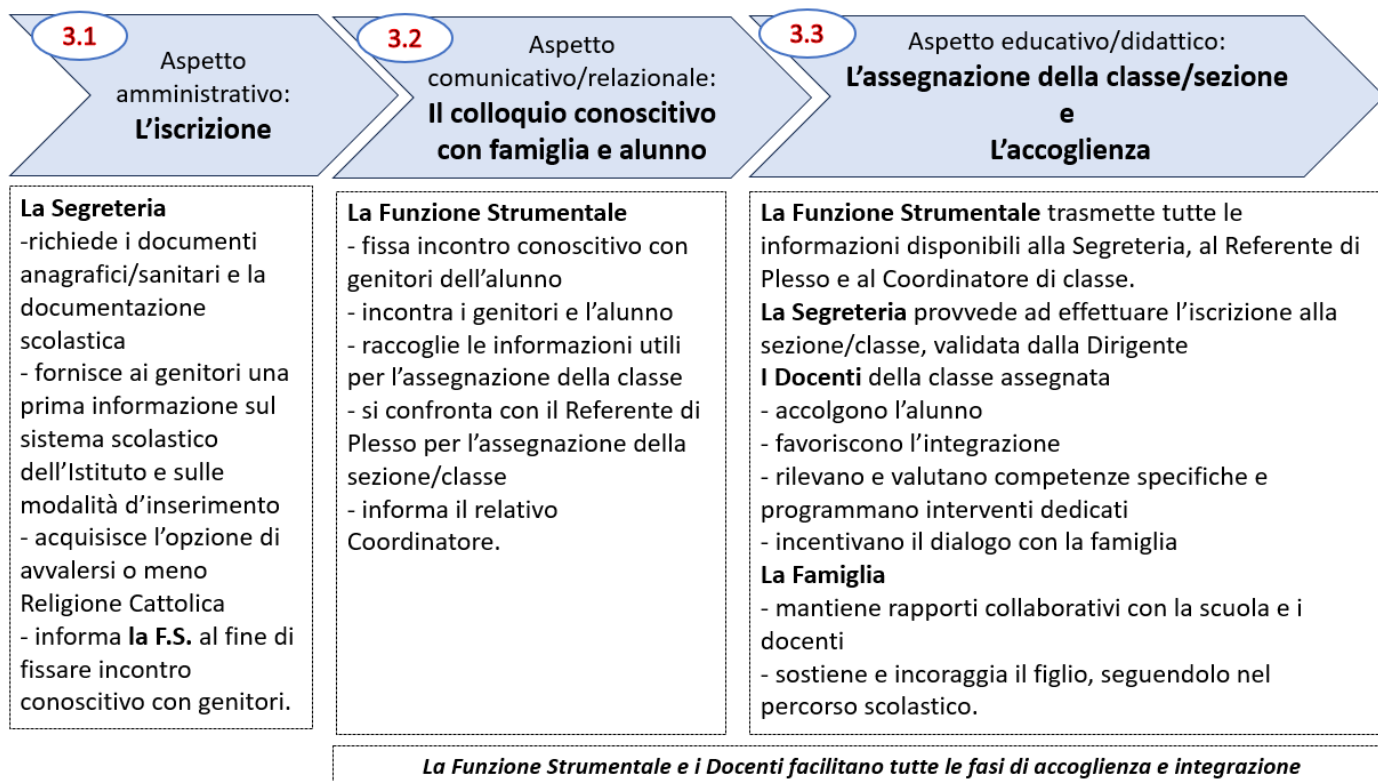 3.1
Aspetto
amministrativo:
L’iscrizione
3.2
Aspetto
comunicativo/relazionale:
Il colloquio conoscitivo
con famiglia e alunno
3.3
Aspetto educativo/didattico:
L’assegnazione della classe/sezione
e
L’accoglienza
La Segreteria
-richiede i documenti
anagrafici/sanitari e la
documentazione
scolastica
- fornisce ai genitori una
prima informazione sul
sistema scolastico
dell’Istituto e sulle
modalità d’inserimento
- acquisisce l’opzione di
avvalersi o meno
Religione Cattolica
- informa la F.S. al fine di
fissare incontro
conoscitivo con genitori.
La Funzione Strumentale
- fissa incontro conoscitivo con
genitori dell’alunno
- incontra i genitori e l’alunno
- raccoglie le informazioni utili
per l’assegnazione della classe
- si confronta con il Referente di
Plesso per l’assegnazione della
sezione/classe
- informa il relativo
Coordinatore.
La Funzione Strumentale trasmette tutte le
informazioni disponibili alla Segreteria, al Referente di
Plesso e al Coordinatore di classe.
La Segreteria provvede ad effettuare l’iscrizione alla
sezione/classe, validata dalla Dirigente
I Docenti della classe assegnata
- accolgono l’alunno
- favoriscono l’integrazione
- rilevano e valutano competenze specifiche e
programmano interventi dedicati
- incentivano il dialogo con la famiglia
La Famiglia
- mantiene rapporti collaborativi con la scuola e i
docenti
- sostiene e incoraggia il figlio, seguendolo nel
percorso scolastico.
La Funzione Strumentale e i Docenti facilitano tutte le fasi di accoglienza e integrazione